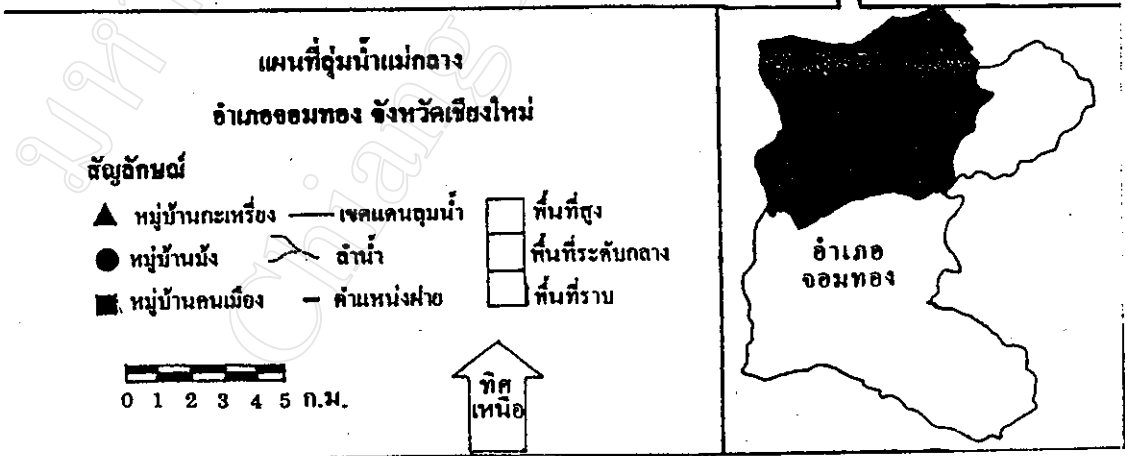 แผนที่ลุ่มน้ำแม่กลาง
อำเภอจอมทอง จังหวัดเชียงใหม่
สัญลักษณ์
หมู่บ้านกะเหรี่ยง เขตแดนลุ่มน้ำ พื้นที่สูง
หมู่บ้านม้ง ลำน้ำ พื้นที่ระดับกลาง
หมู่บ้านคนเมือง ตำแหน่งฝาย พื้นที่ราบ
0 1 2 3 4 5 ก.ม.
ทิศ
เหนือ
อำเภอ
จอมทอง
Chiang